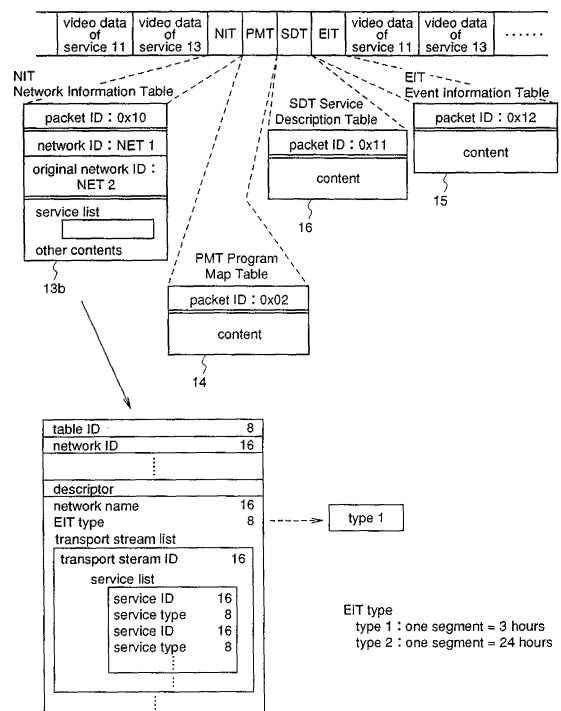 video data of service 11
video data of service 13
NIT
PMT
SDT
EIT
video data of service 11
video data of service 13
······
NIT
Network Information Table
packet ID : 0x10
network ID : NET 1
original network ID :
NET 2
service list
other contents
13b
EIT
Event Information Table
packet ID : 0x12
content
15
SDT Service
Description Table
packet ID : 0x11
content
16
PMT Program
Map Table
packet ID : 0x02
content
14
table ID 8
network ID 16
descriptor
network name 16
EIT type 8
type 1
transport stream list
transport steram ID 16
service list
service ID 16
service type 8
service ID 16
service type 8
EIT type
type 1 : one segment = 3 hours
type 2 : one segment = 24 hours